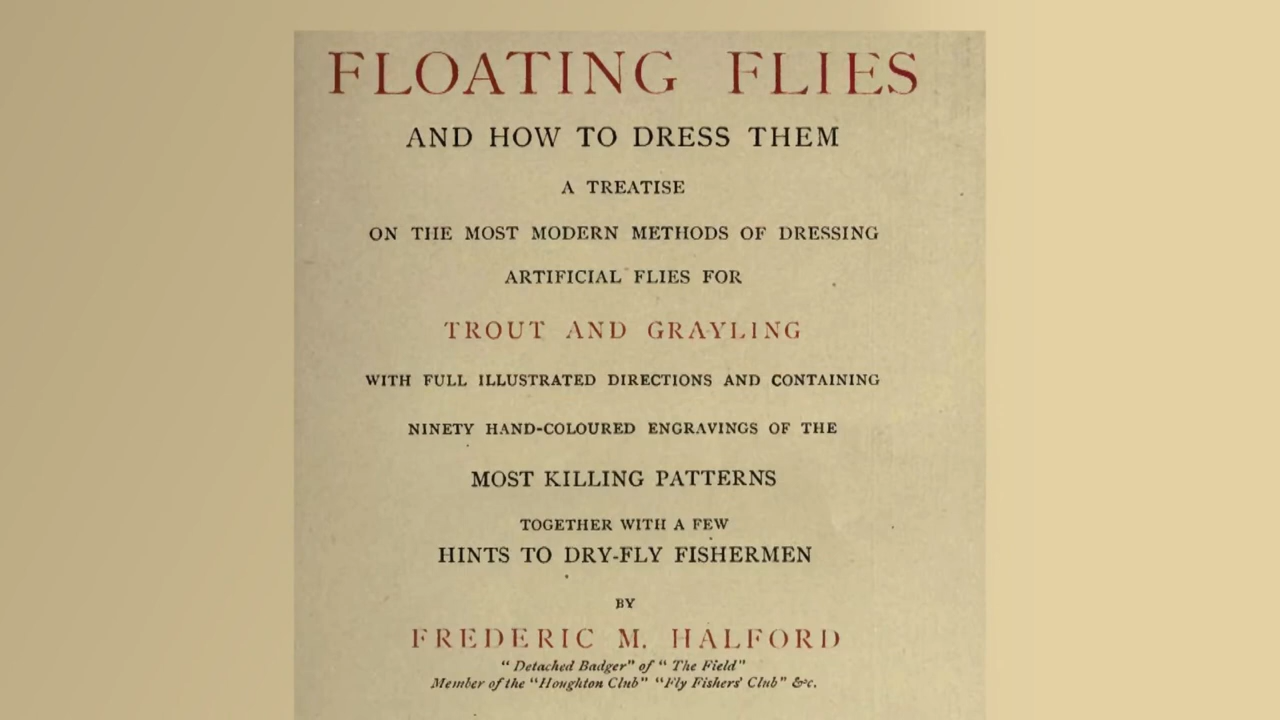 FLOATING FLIES
AND HOW TO DRESS THEM
A TREATISE
ON THE MOST MODERN METHODS OF DRESSING
ARTIFICIAL FLIES FOR
TROUT AND GRAYLING
WITH FULL ILLUSTRATED DIRECTIONS AND CONTAINING
NINETY HAND-COLOURED ENGRAVINGS OF THE
MOST KILLING PATTERNS
TOGETHER WITH A FEW
HINTS TO DRY-FLY FISHERMEN
BY
FREDERIC M. HALFORD
“ Detached Badger” of “ The Field”
Member of the “Houghton Club” “Fly Fishers’ Club” &c.